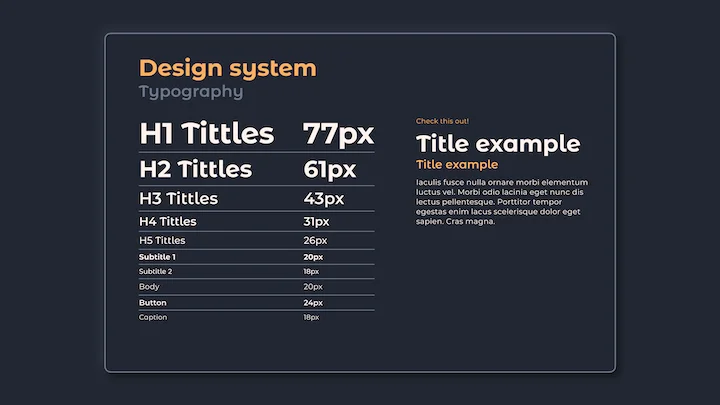 Design system
Typography
H1 Tittles 77px
H2 Tittles 61px
H3 Tittles 43px
H4 Tittles 31px
H5 Tittles 26px
Subtitle 1 20px
Subtitle 2 18px
Body 20px
Button 24px
Caption 18px
Check this out!
Title example
Title example
Iaculis fusce nulla ornare morbi elementum
luctus vel. Morbi odio lacinia eget nunc dis
lectus pellentesque. Porttitor tempor
egestas enim lacus scelerisque dolor eget
sapien. Cras magna.